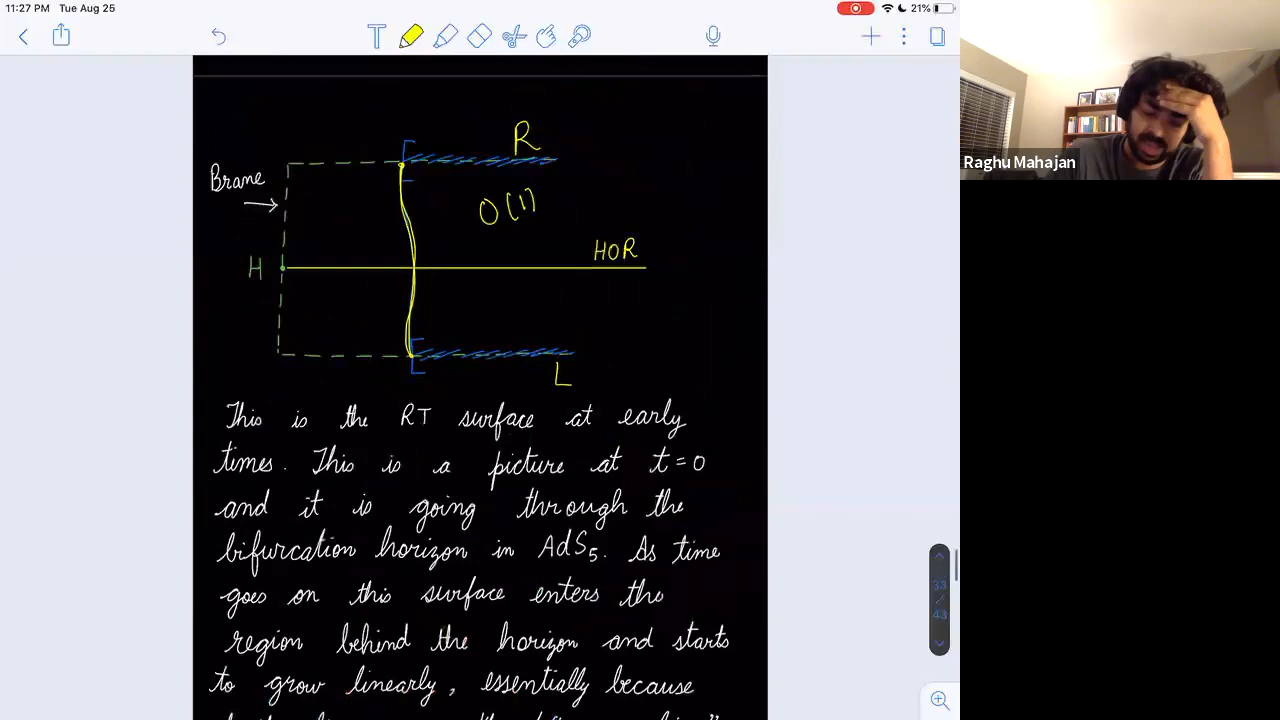 11:27 PM Tue Aug 25
21%
R
Brane
O(1)
HOR
H
L
Raghu Mahajan
This is the RT surface at early
times. This is a picture at t=0
and it is going through the
bifurcation horizon in AdS5. As time
goes on this surface enters the
region behind the horizon and starts
to grow linearly, essentially because
33
43